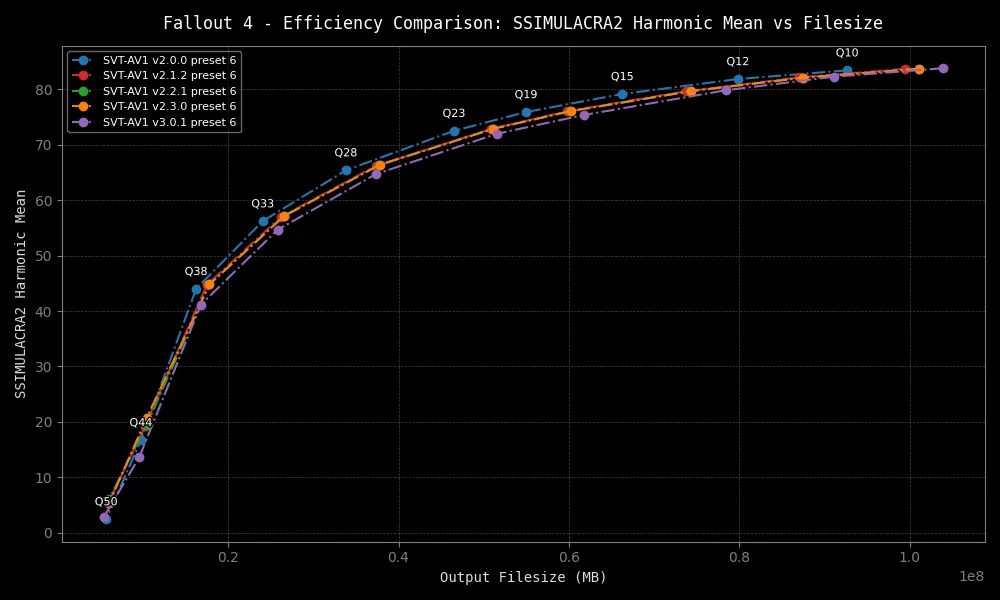 Fallout 4 - Efficiency Comparison: SSIMULACRA2 Harmonic Mean vs Filesize
SVT-AV1 v2.0.0 preset 6
SVT-AV1 v2.1.2 preset 6
SVT-AV1 v2.2.1 preset 6
SVT-AV1 v2.3.0 preset 6
SVT-AV1 v3.0.1 preset 6
Q10
Q12
Q15
Q19
Q23
Q28
Q33
Q38
Q44
Q50
SSIMULACRA2 Harmonic Mean
80
70
60
50
40
30
20
10
0
0.2 0.4 0.6 0.8 1.0
1e8
Output Filesize (MB)